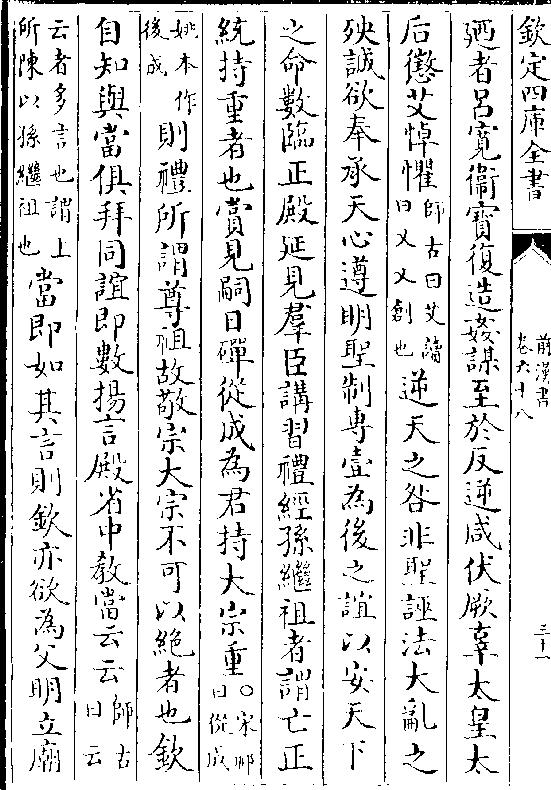 欽定四庫全書
前漢書
卷六十八
三十一
廼者呂寛衞寶復造姦謀至於反逆咸伏厥辜太皇太
后懲艾悼懼師古曰艾讀曰乂乂創也逆天之咎非聖誣法大亂之
殃誠欲奉承天心遵明聖制專壹為後之誼以安天下
之命數臨正殿延見羣臣講習禮經孫繼祖者謂亡正
統持重者也賞見嗣日磾從成為君持大宗重○宋祁曰從成
姚本作後成則禮所謂尊祖故敬宗大宗不可以絶者也欽
自知與當俱拜同誼即數揚言殿省中敎當云云師古曰云
云者多言也謂上所陳以孫繼祖也當即如其言則欽亦欲為父明立廟